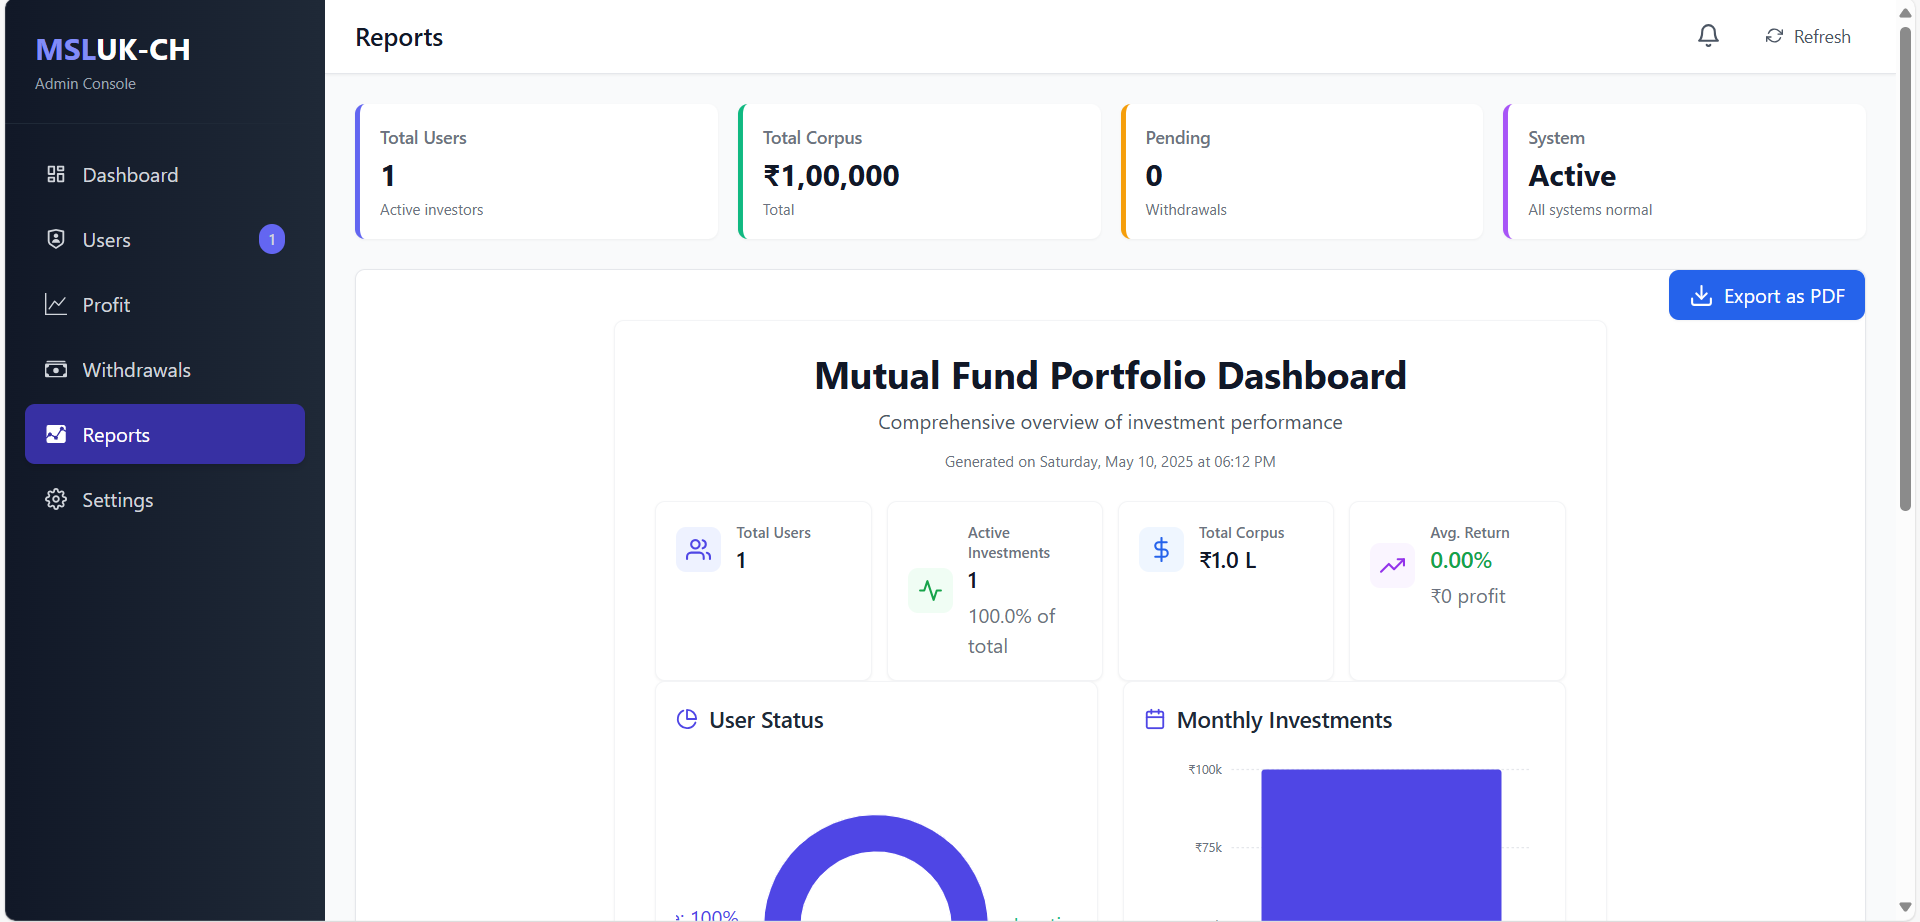 MSLUK-CH
Admin Console
Dashboard
Users
1
Profit
Withdrawals
Reports
Settings
Reports
Refresh
Total Users
1
Active investors
Total Corpus
₹1,00,000
Total
Pending
0
Withdrawals
System
Active
All systems normal
Export as PDF
Mutual Fund Portfolio Dashboard
Comprehensive overview of investment performance
Generated on Saturday, May 10, 2025 at 06:12 PM
Total Users
1
Active
Investments
1
100.0% of
total
Total Corpus
₹1.0 L
Avg. Return
0.00%
₹0 profit
User Status
100%
Monthly Investments
₹100k
₹75k